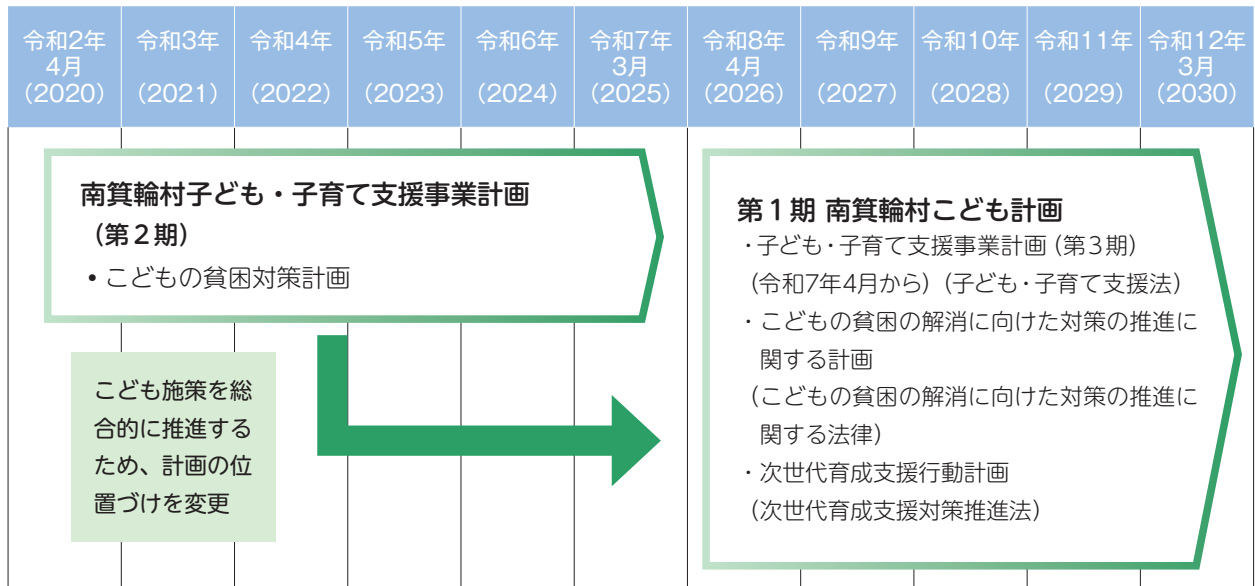 令和2年
4月
(2020)
令和3年
(2021)
令和4年
(2022)
令和5年
(2023)
令和6年
(2024)
令和7年
3月
(2025)
令和8年
4月
(2026)
令和9年
(2027)
令和10年
(2028)
令和11年
(2029)
令和12年
3月
(2030)
南箕輪村子ども・子育て支援事業計画
(第2期)
• こどもの貧困対策計画
こども施策を総
合的に推進する
ため、計画の位
置づけを変更
第1期 南箕輪村こども計画
・子ども・子育て支援事業計画(第3期)
(令和7年4月から)(子ども・子育て支援法)
・こどもの貧困の解消に向けた対策の推進に
関する計画
(こどもの貧困の解消に向けた対策の推進に
関する法律)
・次世代育成支援行動計画
(次世代育成支援対策推進法)